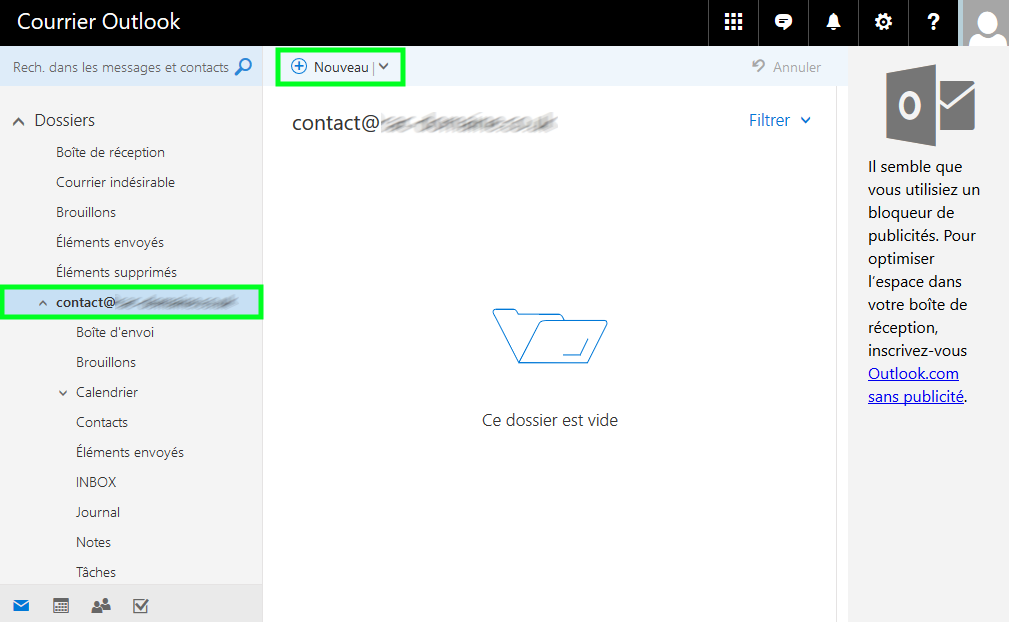 Courrier Outlook
?
Rech. dans les messages et contacts
Nouveau |
Annuler
Dossiers
Boîte de réception
Courrier indésirable
Brouillons
Éléments envoyés
Éléments supprimés
contact@
Boîte d'envoi
Brouillons
Calendrier
Contacts
Éléments envoyés
INBOX
Journal
Notes
Tâches
contact@
Filtrer
Ce dossier est vide
O
Il semble que
vous utilisiez un
bloqueur de
publicités. Pour
optimiser
l'espace dans
votre boîte de
réception,
inscrivez-vous
Outlook.com
sans publicité.